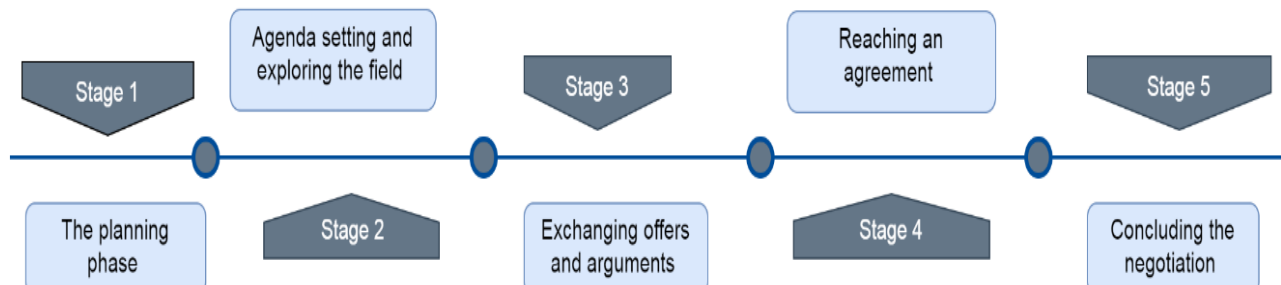 Stage 1
The planning
phase
Agenda setting and
exploring the field
Stage 2
Stage 3
Exchanging offers
and arguments
Reaching an
agreement
Stage 4
Stage 5
Concluding the
negotiation